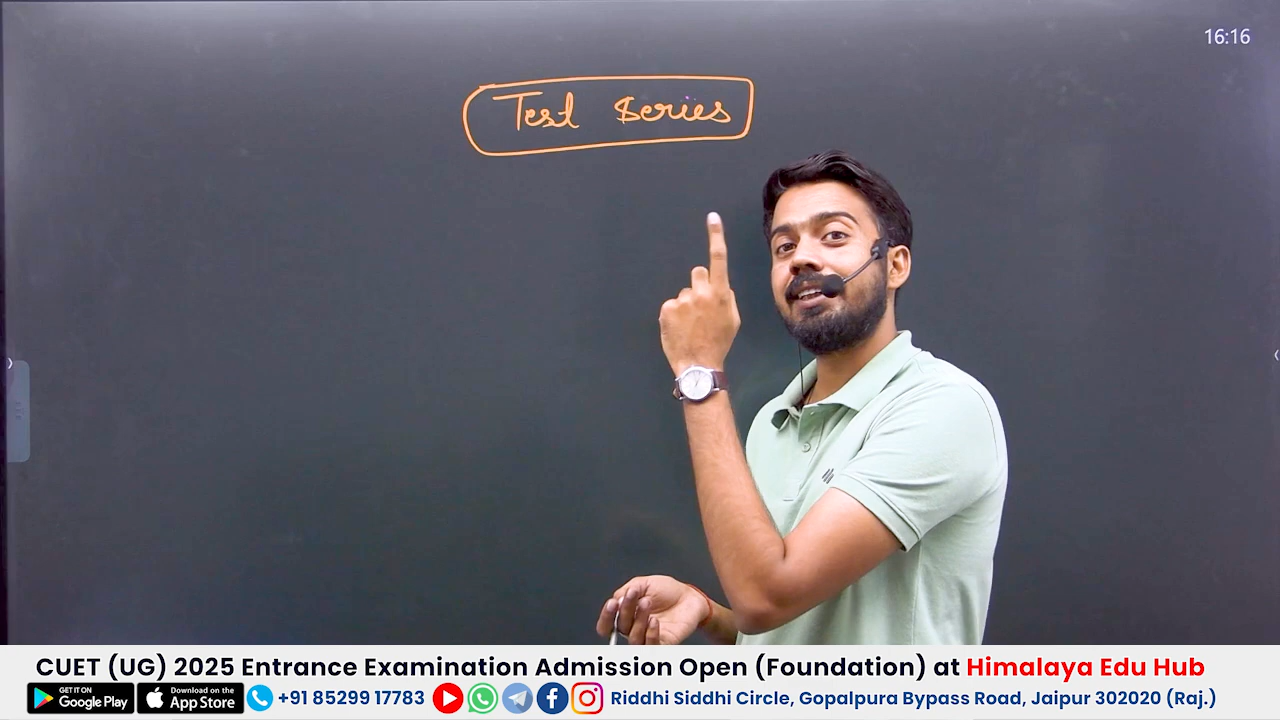 16:16
Test Series
CUET (UG) 2025 Entrance Examination Admission Open (Foundation) at Himalaya Edu Hub
GET IT ON Google Play Download on the App Store +91 85299 17783 Riddhi Siddhi Circle, Gopalpura Bypass Road, Jaipur 302020 (Raj.)